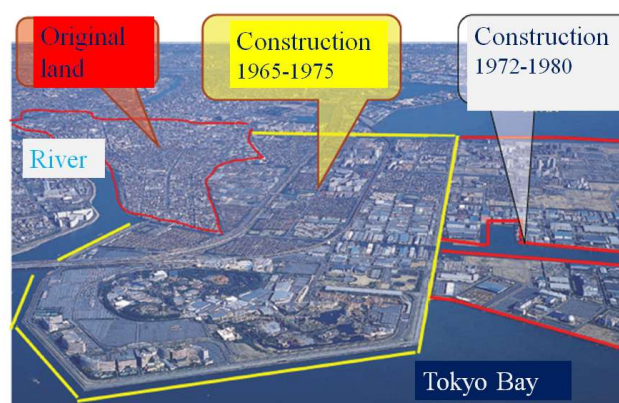 Original
land
Construction
1965-1975
Construction
1972-1980
River
Tokyo Bay